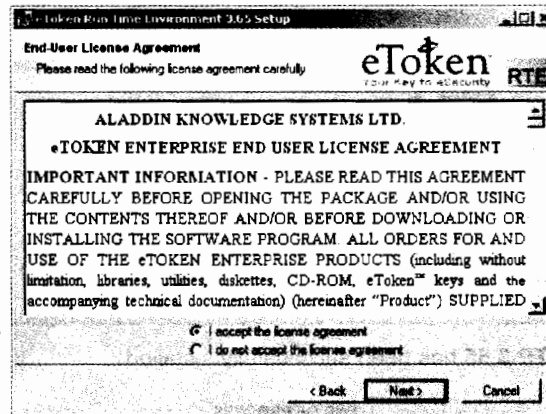 eToken Run Time Environment 3.65 Setup
End-User License Agreement
Please read the following license agreement carefully
eToken
Your Key to eSecurity
RTE
ALADDIN KNOWLEDGE SYSTEMS LTD.
eTOKEN ENTERPRISE END USER LICENSE AGREEMENT
IMPORTANT INFORMATION - PLEASE READ THIS AGREEMENT
CAREFULLY BEFORE OPENING THE PACKAGE AND/OR USING
THE CONTENTS THEREOF AND/OR BEFORE DOWNLOADING OR
INSTALLING THE SOFTWARE PROGRAM. ALL ORDERS FOR AND
USE OF THE eTOKEN ENTERPRISE PRODUCTS (including without
limitation, libraries, utilities, diskettes, CD-ROM, eToken™ keys and the
accompanying technical documentation) (hereinafter “Product”) SUPPLIED
I accept the license agreement
I do not accept the license agreement
< Back
Next >
Cancel